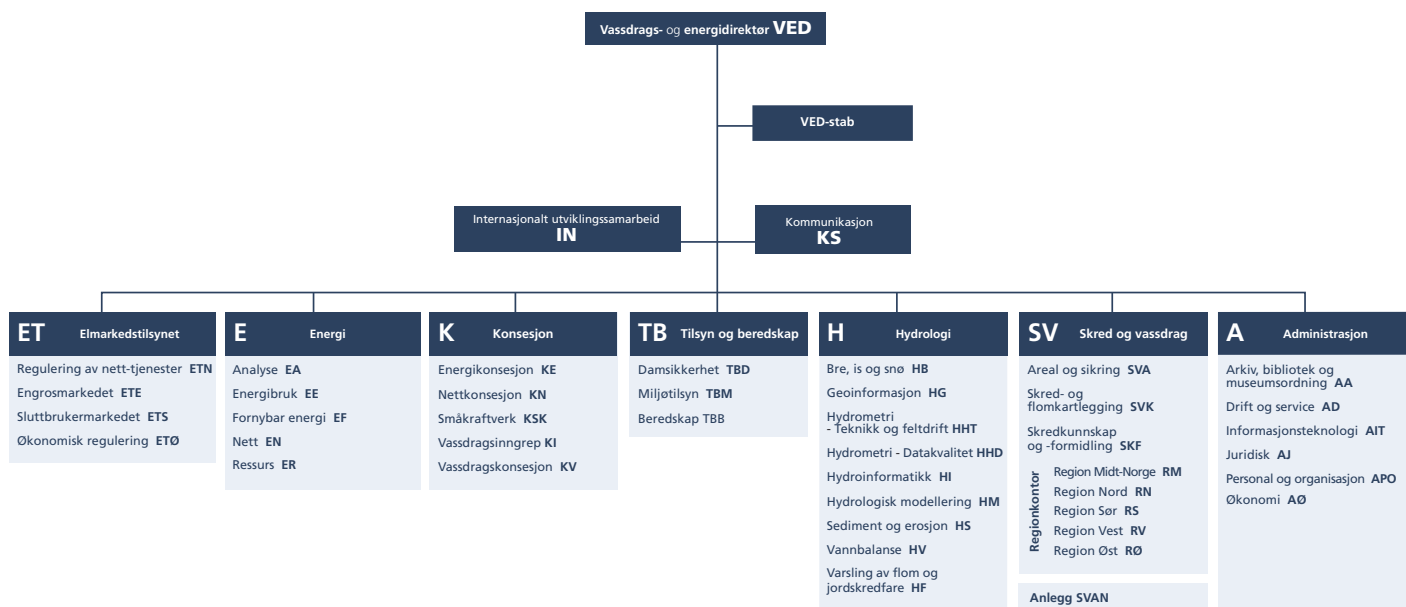 Vassdrags- og energidirektør VED
VED-stab
Internasjonalt utviklingssamarbeid
IN
Kommunikasjon
KS
ET Elmarkedstilsynet
Regulering av nett-tjenester ETN
Engrosmarkedet ETE
Sluttbrukermarkedet ETS
Økonomisk regulering ETØ
E Energi
Analyse EA
Energibruk EE
Fornybar energi EF
Nett EN
Ressurs ER
K Konsesjon
Energikonsesjon KE
Nettkonsesjon KN
Småkraftverk KSK
Vassdragsinngrep KI
Vassdragskonsesjon KV
TB Tilsyn og beredskap
Damsikkerhet TBD
Miljøtilsyn TBM
Beredskap TBB
H Hydrologi
Bre, is og snø HB
Geoinformasjon HG
Hydrometri
- Teknikk og feltdrift HHT
Hydrometri - Datakvalitet HHD
Hydroinformatikk HI
Hydrologisk modellering HM
Sediment og erosjon HS
Vannbalanse HV
Varsling av flom og
jordskredfare HF
SV Skred og vassdrag
Areal og sikring SVA
Skred- og
flomkartlegging SVK
Skredkunnskap
og -formidling SKF
Regionkontor
Region Midt-Norge RM
Region Nord RN
Region Sør RS
Region Vest RV
Region Øst RØ
Anlegg SVAN
A Administrasjon
Arkiv, bibliotek og
museumsordning AA
Drift og service AD
Informasjonsteknologi AIT
Juridisk AJ
Personal og organisasjon APO
Økonomi AØ